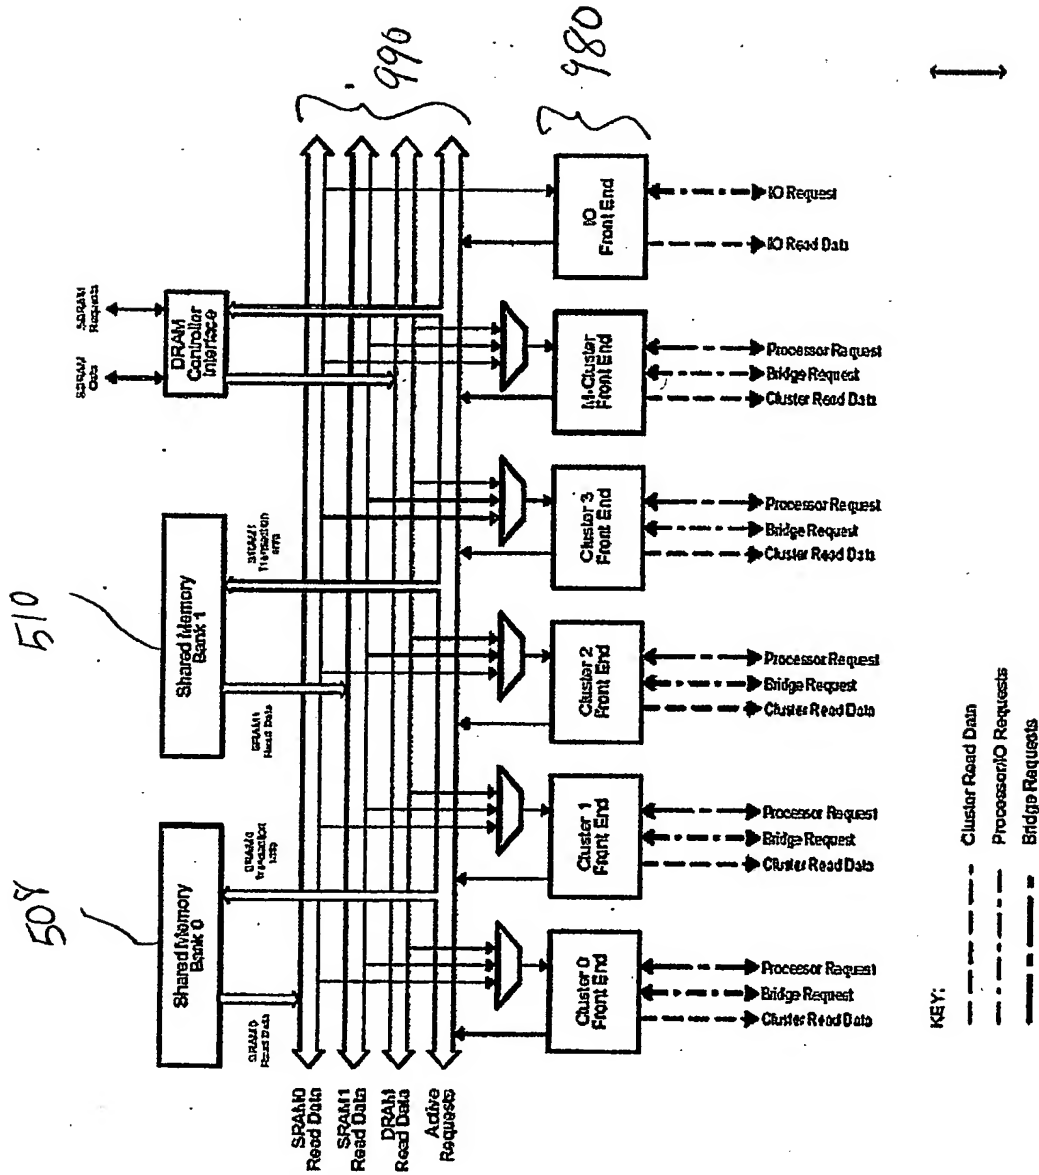 508
510
990
980
Shared Memory
Bank 0
Shared Memory
Bank 1
DRAM
Controller
Interface
SDRAM
Data
SDRAM
Requests
SRAM0
Read Data
SRAM1
Read Data
SRAM0
Read Data
SRAM1
Read Data
DRAM
Read Data
Active
Requests
Cluster 0
Front End
Cluster 1
Front End
Cluster 2
Front End
Cluster 3
Front End
M-Cluster
Front End
IO
Front End
Cluster Read Data
Bridge Request
Processor Request
Cluster Read Data
Bridge Request
Processor Request
Cluster Read Data
Bridge Request
Processor Request
Cluster Read Data
Bridge Request
Processor Request
Cluster Read Data
Bridge Request
Processor Request
IO Read Data
IO Request
KEY:
Cluster Read Data
Processor/IO Requests
Bridge Requests